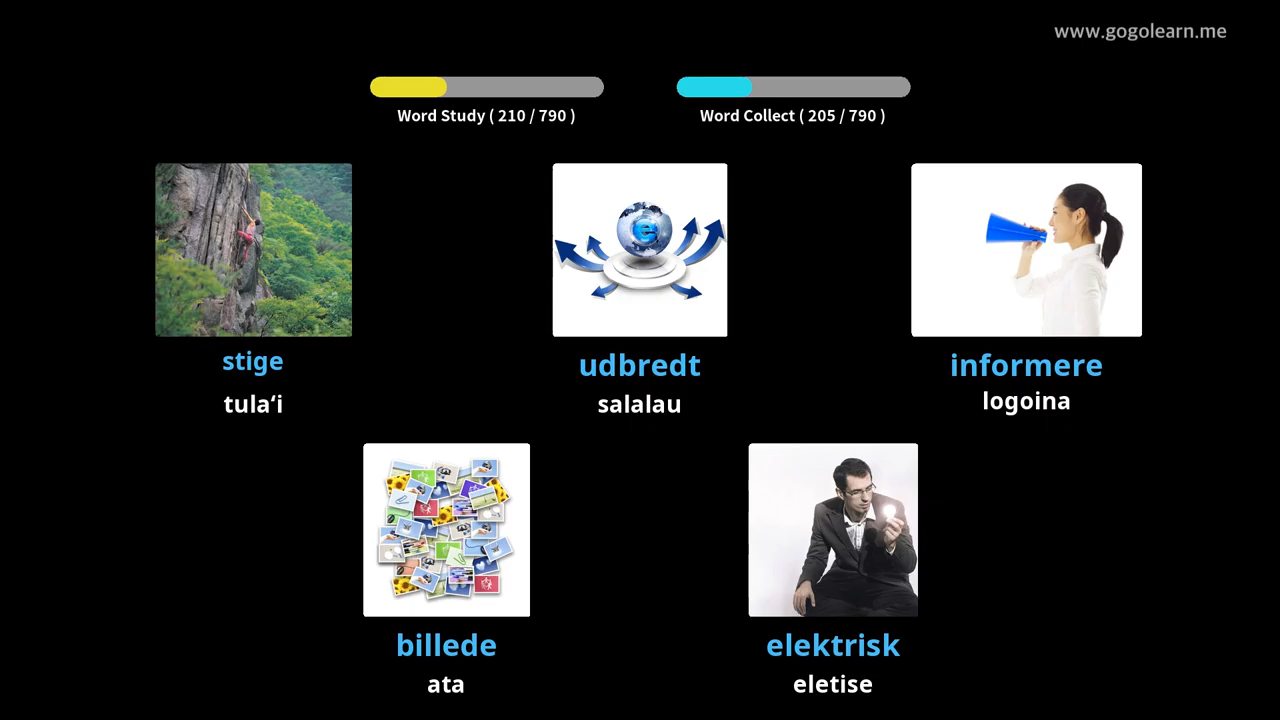 www.gogolearn.me
Word Study ( 210 / 790 )
Word Collect ( 205 / 790 )
stige
udbredt
informere
tulaʻi
salalau
logoina
billede
elektrisk
ata
eletise